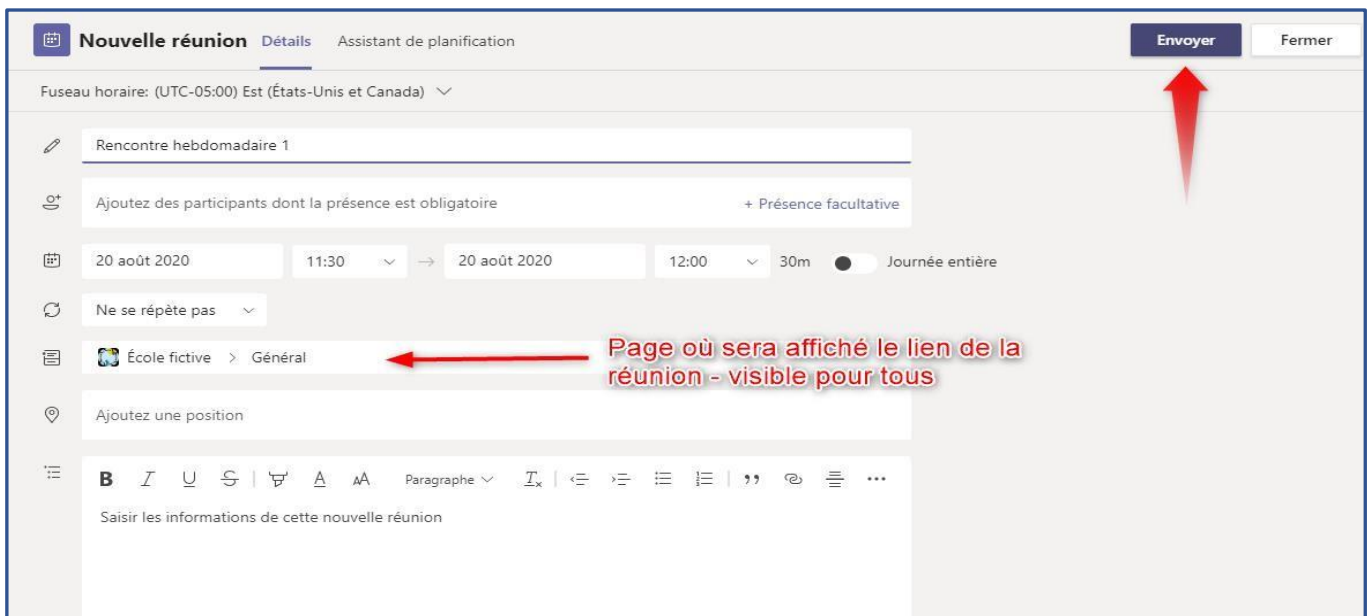 Nouvelle réunion Détails Assistant de planification Envoyer Fermer
Fuseau horaire: (UTC-05:00) Est (États-Unis et Canada)
Rencontre hebdomadaire 1
Ajoutez des participants dont la présence est obligatoire + Présence facultative
20 août 2020 11:30 → 20 août 2020 12:00 30m Journée entière
Ne se répète pas
École fictive > Général
Page où sera affiché le lien de la
réunion - visible pour tous
Ajoutez une position
B I U S A AA Paragraphe Tx
Saisir les informations de cette nouvelle réunion